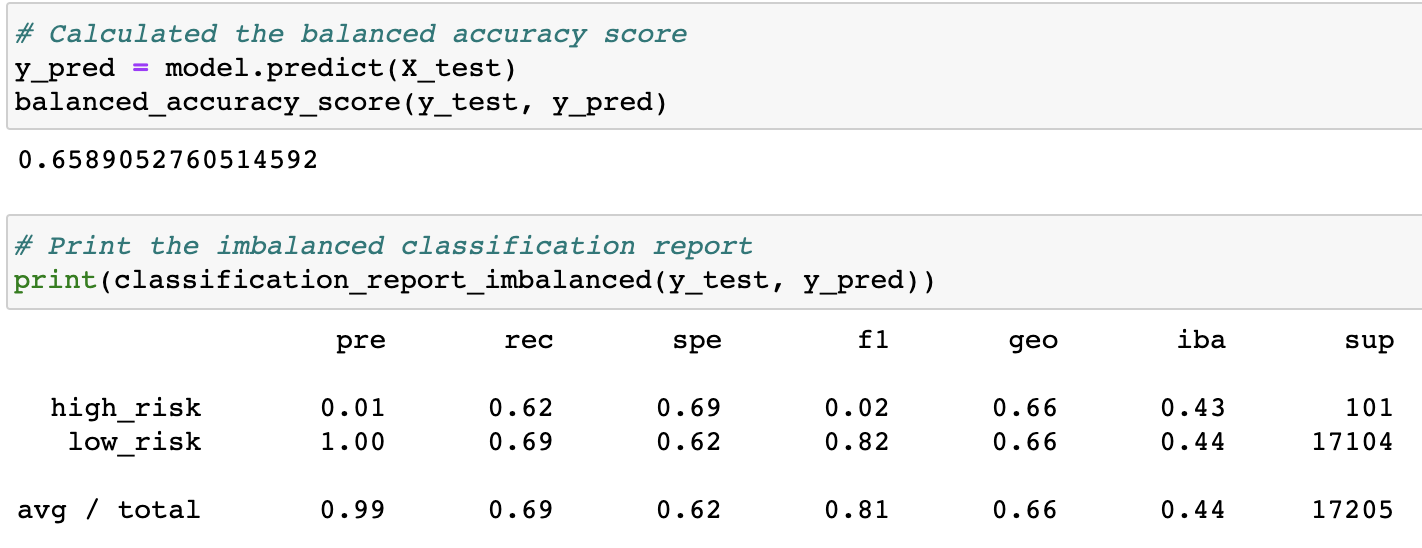 # Calculated the balanced accuracy score
y_pred = model.predict(X_test)
balanced_accuracy_score(y_test, y_pred)
0.6589052760514592
# Print the imbalanced classification report
print(classification_report_imbalanced(y_test, y_pred))
pre rec spe f1 geo iba sup
high_risk 0.01 0.62 0.69 0.02 0.66 0.43 101
low_risk 1.00 0.69 0.62 0.82 0.66 0.44 17104
avg / total 0.99 0.69 0.62 0.81 0.66 0.44 17205